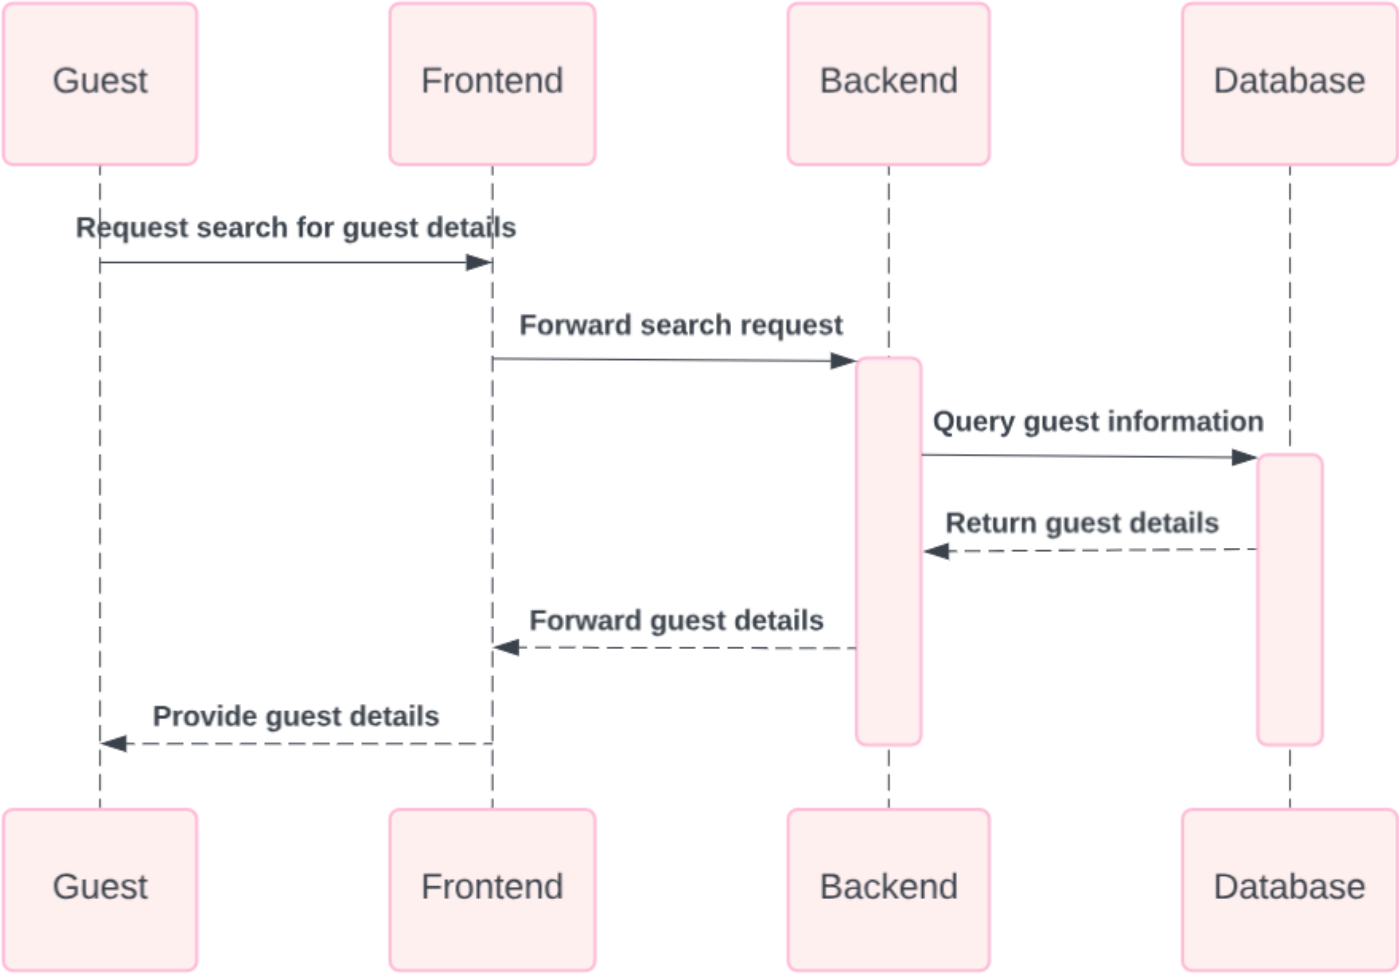 Guest
Frontend
Backend
Database
Request search for guest details
Forward search request
Query guest information
Return guest details
Forward guest details
Provide guest details
Guest
Frontend
Backend
Database